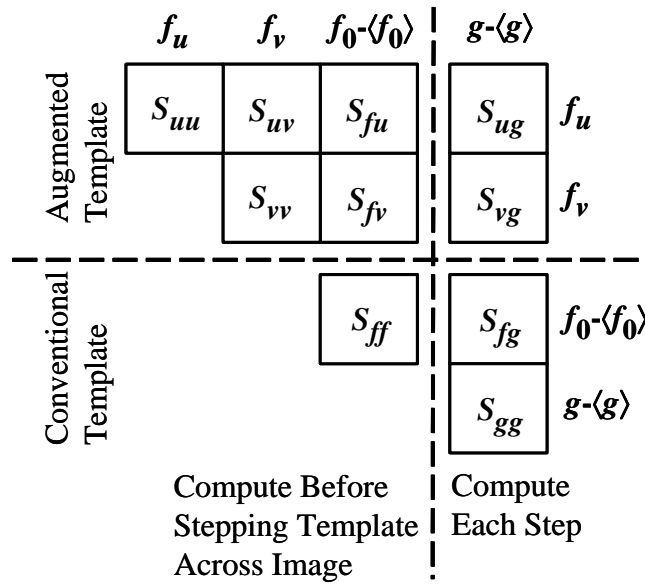 f_u f_v f_0-⟨f_0⟩ g-⟨g⟩
Augmented
Template
S_uu S_uv S_fu S_ug f_u
S_vv S_fv S_vg f_v
Conventional
Template
S_ff S_fg f_0-⟨f_0⟩
S_gg g-⟨g⟩
Compute Before
Stepping Template
Across Image
Compute
Each Step